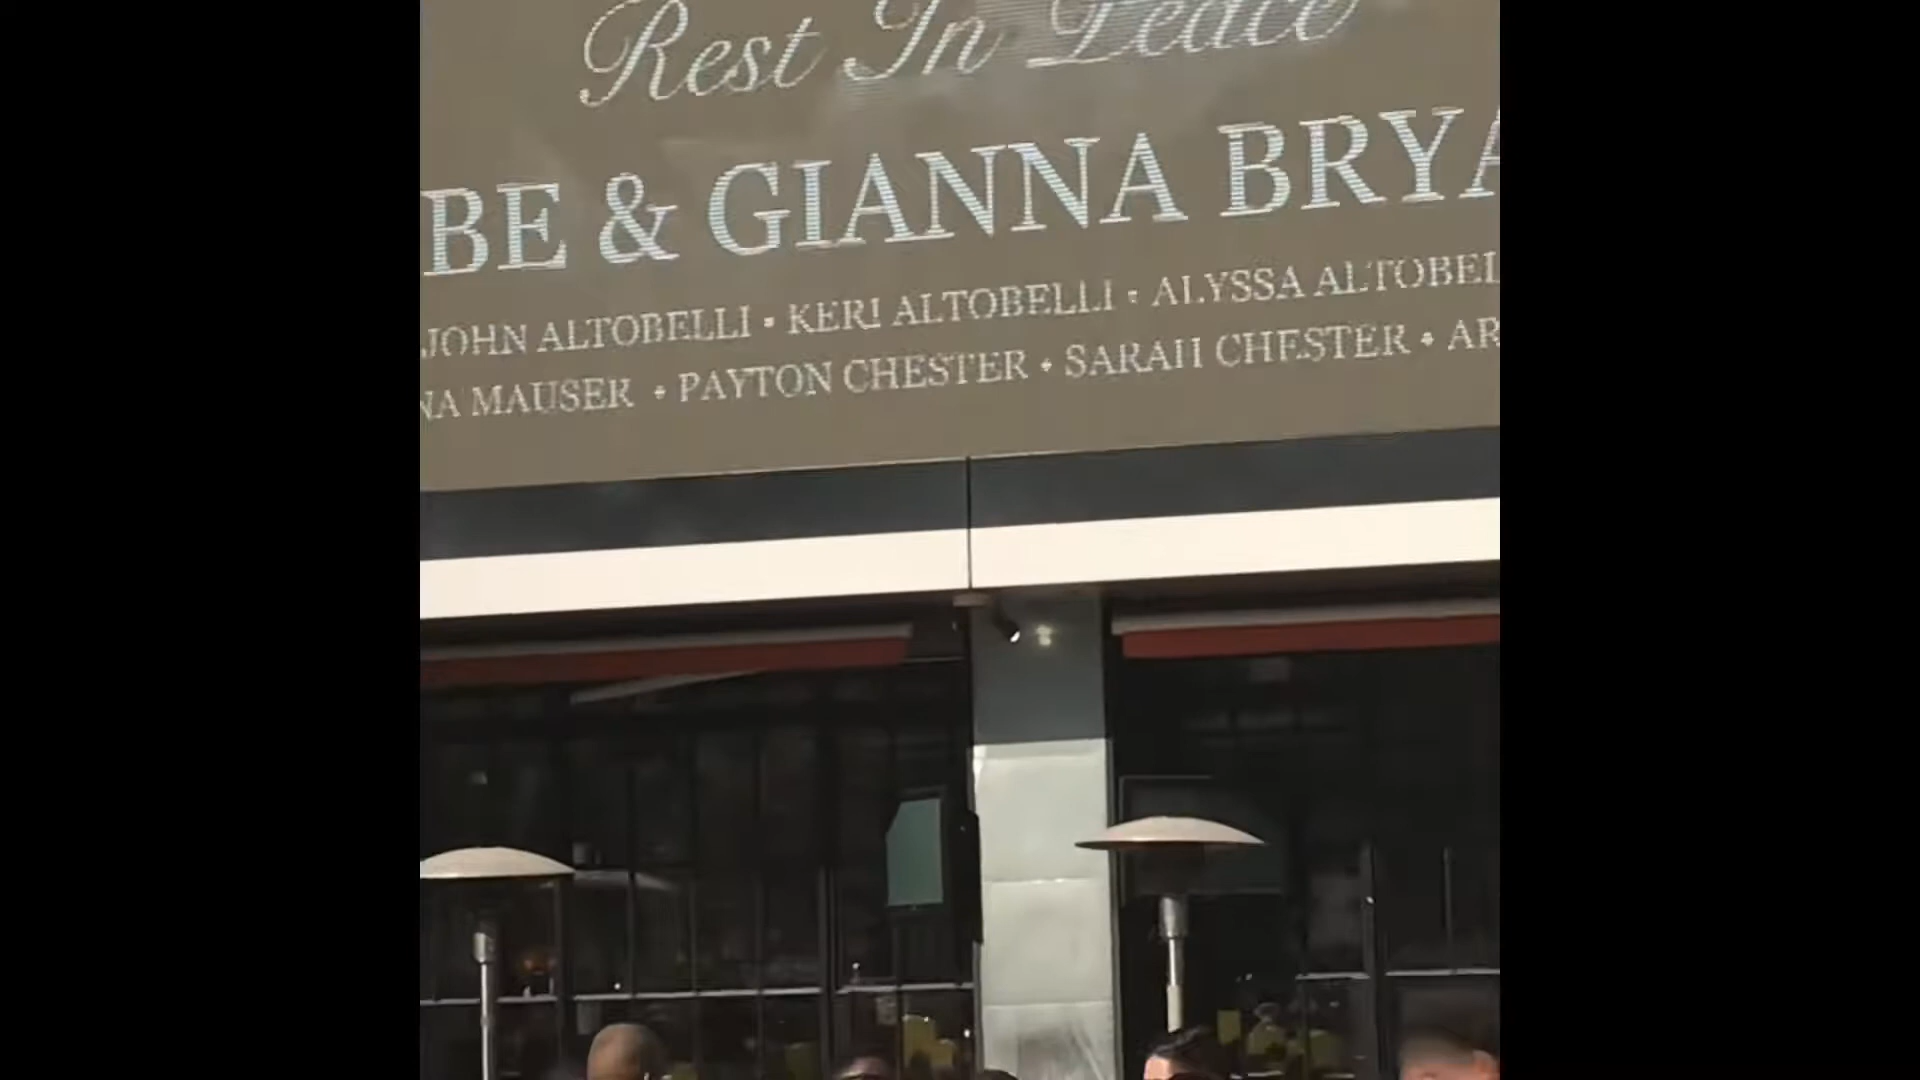 Rest In Peace
BE & GIANNA BRYA
JOHN ALTOBELLI • KERI ALTOBELLI • ALYSSA ALTOBEL
NA MAUSER • PAYTON CHESTER • SARAH CHESTER • AR